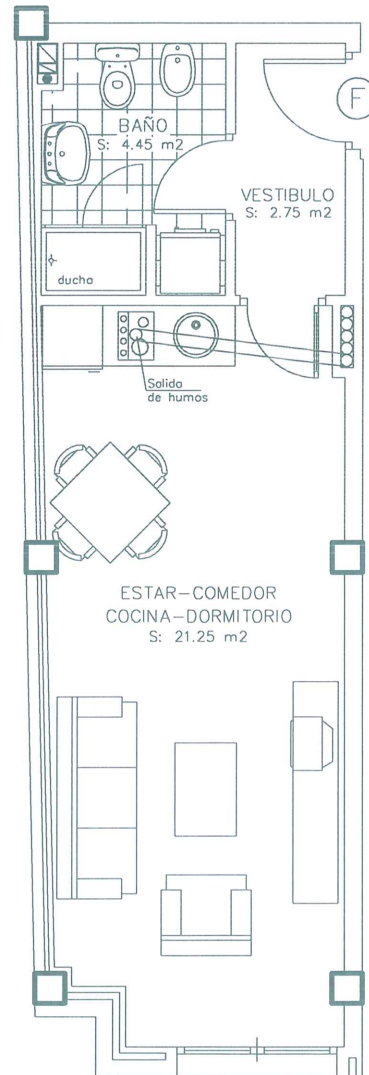 F
BAÑO
S: 4.45 m2
VESTIBULO
S: 2.75 m2
ducha
Salida
de humos
ESTAR-COMEDOR
COCINA-DORMITORIO
S: 21.25 m2